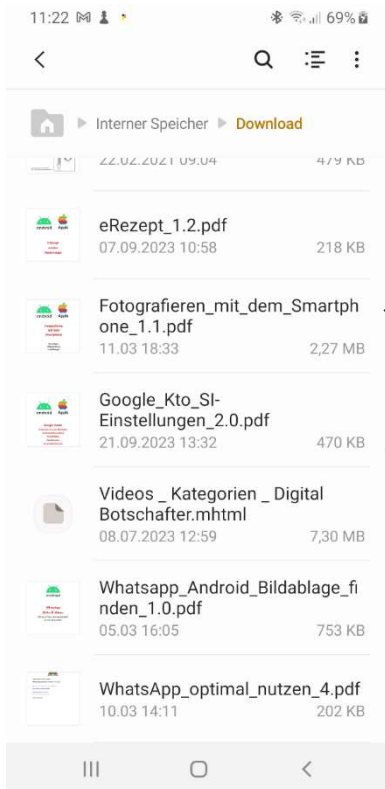 11:22
69%
Interner Speicher
Download
22.02.2021 09:04
479 KB
eRezept_1.2.pdf
07.09.2023 10:58
218 KB
Fotografieren_mit_dem_Smartph
one_1.1.pdf
11.03 18:33
2,27 MB
Google_Kto_SI-
Einstellungen_2.0.pdf
21.09.2023 13:32
470 KB
Videos _ Kategorien _ Digital
Botschafter.mhtml
08.07.2023 12:59
7,30 MB
Whatsapp_Android_Bildablage_fi
nden_1.0.pdf
05.03 16:05
753 KB
WhatsApp_optimal_nutzen_4.pdf
10.03 14:11
202 KB